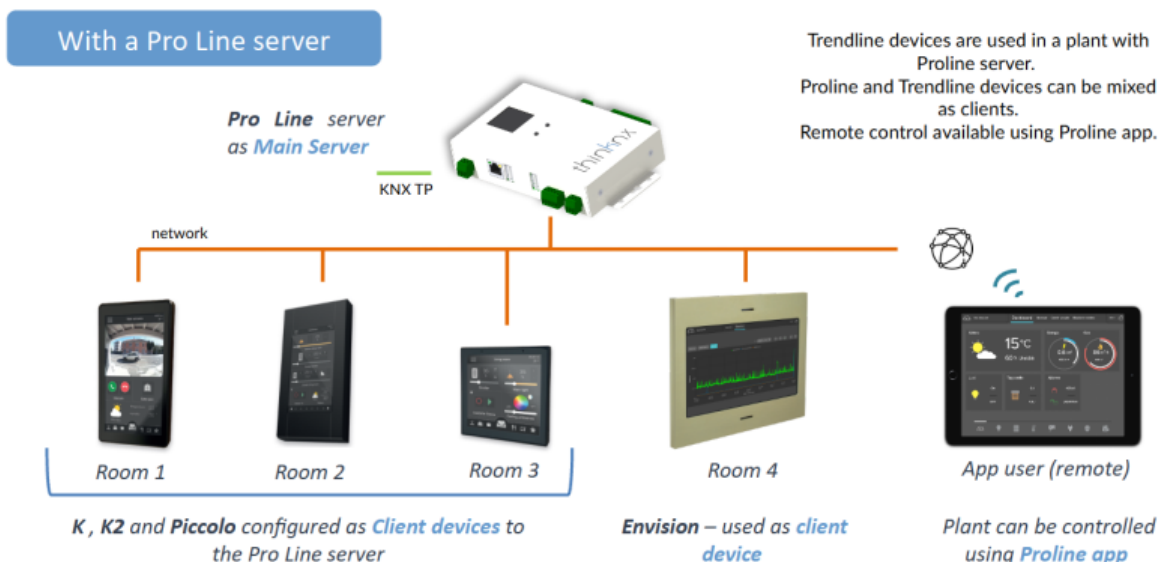 With a Pro Line server
Trendline devices are used in a plant with
Proline server.
Proline and Trendline devices can be mixed
as clients.
Remote control available using Proline app.
Pro Line server
as Main Server
thinknx
KNX TP
network
15°C
Room 1
Room 2
Room 3
Room 4
App user (remote)
K , K2 and Piccolo configured as Client devices to
the Pro Line server
Envision – used as client
device
Plant can be controlled
using Proline app